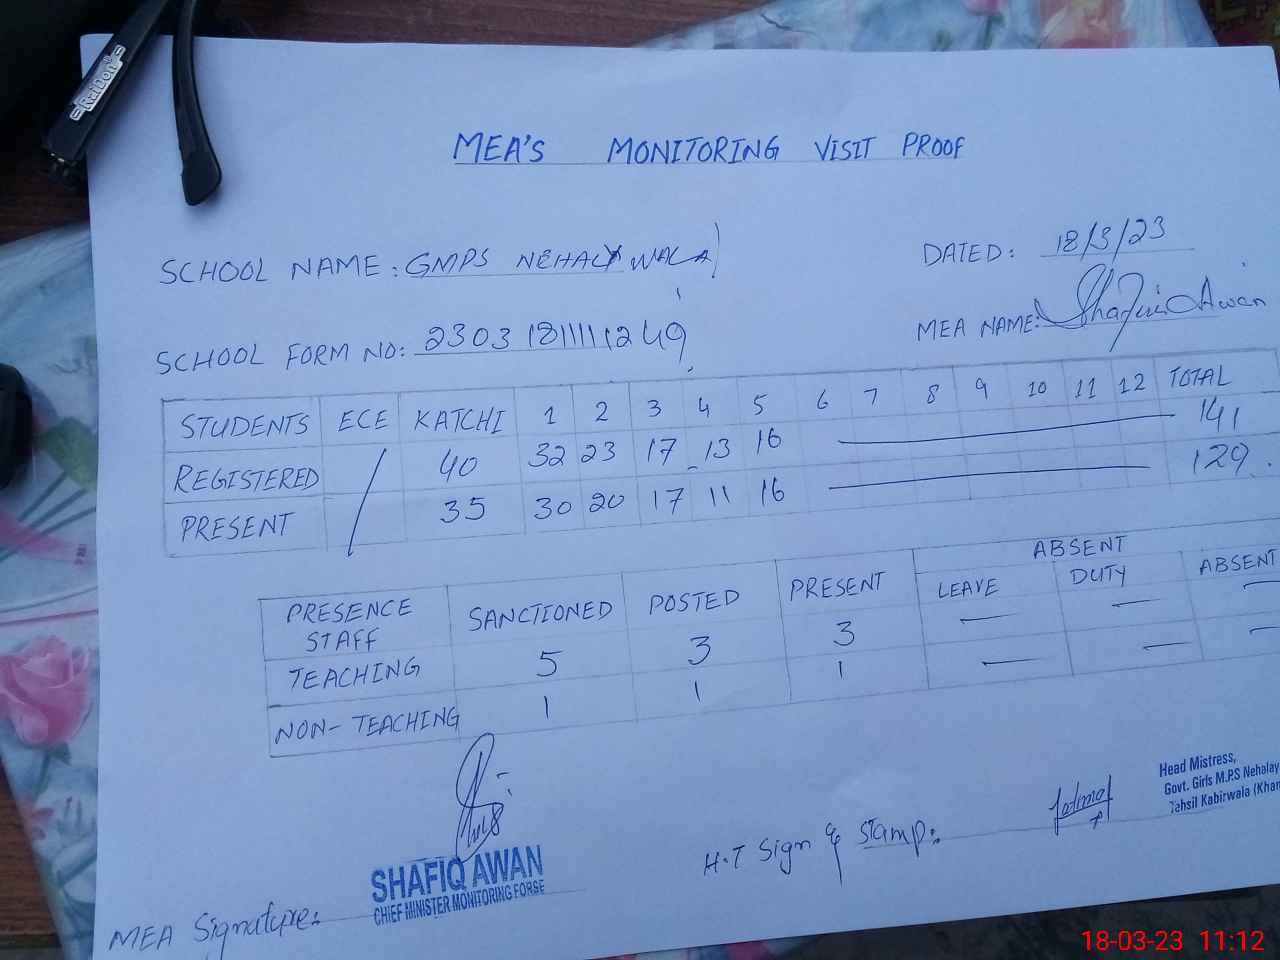 RaiDott
MEA'S MONITORING VISIT PROOF
SCHOOL NAME: GMPS NEHALYWALA
DATED: 18/3/23
SCHOOL FORM NO: 2303181111249
MEA NAME: Shafiq Awan
STUDENTS ECE KATCHI 1 2 3 4 5 6 7 8 9 10 11 12 TOTAL
REGISTERED / 40 32 23 17 13 16 — 141
PRESENT 35 30 20 17 11 16 — 129
ABSENT
PRESENCE STAFF SANCTIONED POSTED PRESENT LEAVE DUTY ABSENT
TEACHING 5 3 3 — — —
NON-TEACHING 1 1 1 — — —
Head Mistress,
Govt. Girls M.P.S Nehalay
Tehsil Kabirwala (Khan
H.T Sign & Stamp:
SHAFIQ AWAN
CHIEF MINISTER MONITORING FORSE
MEA Signature:
18-03-23 11:12